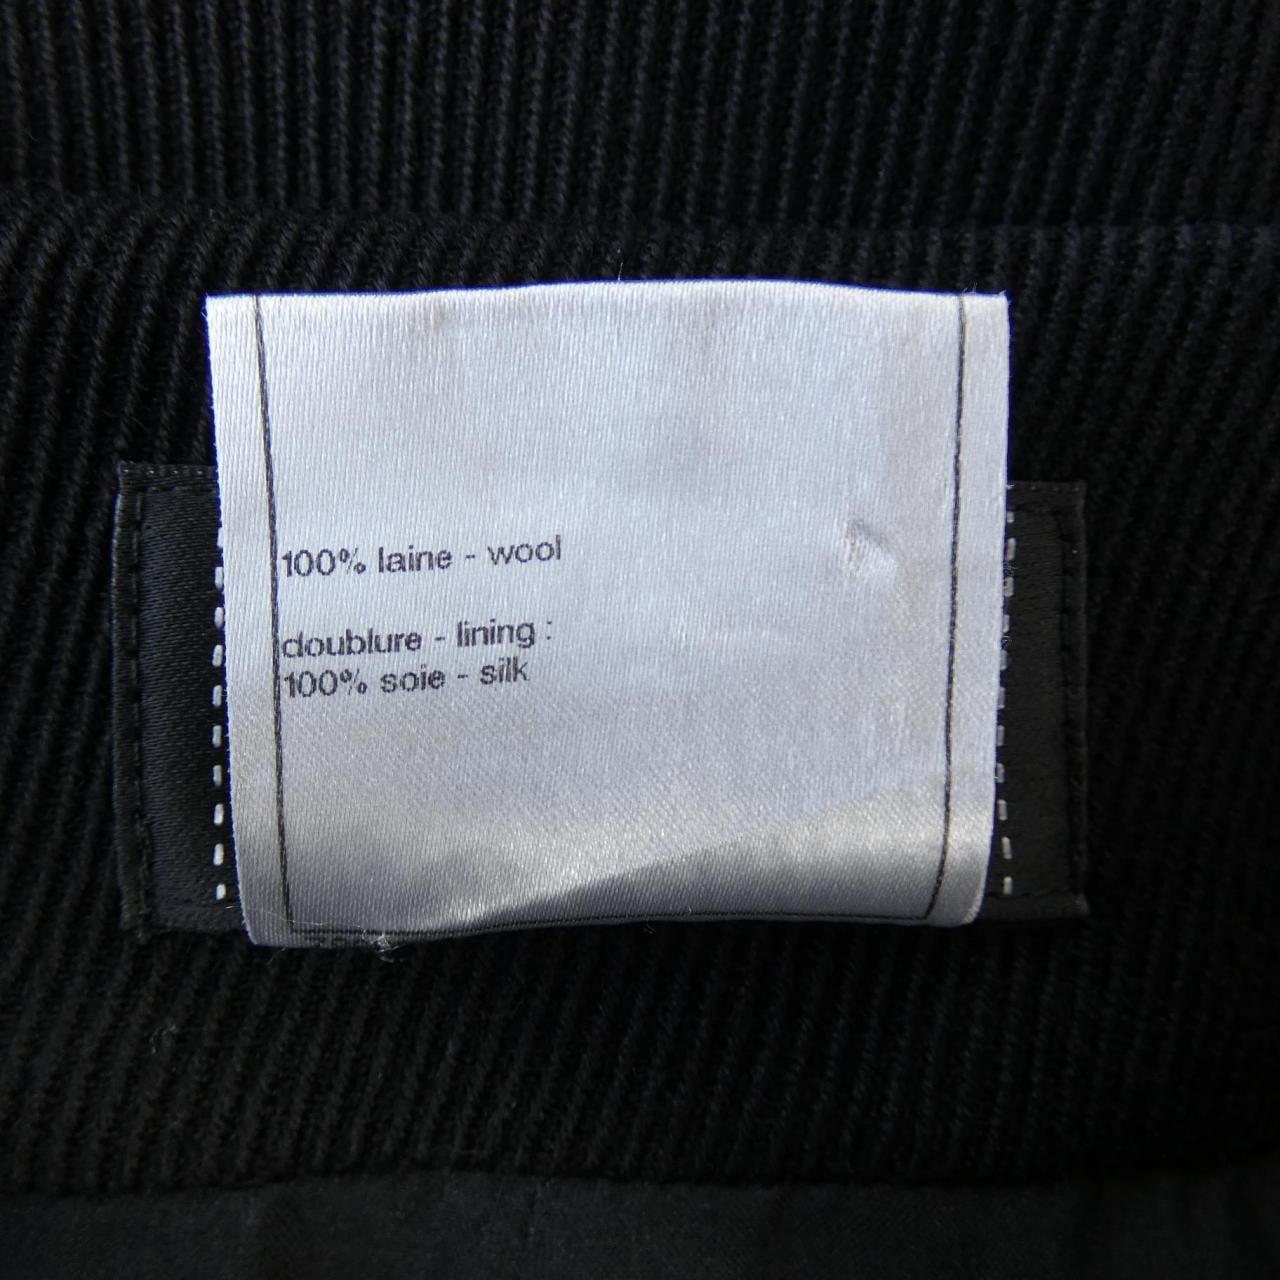 100% laine - wool
doublure - lining :
100% soie - silk